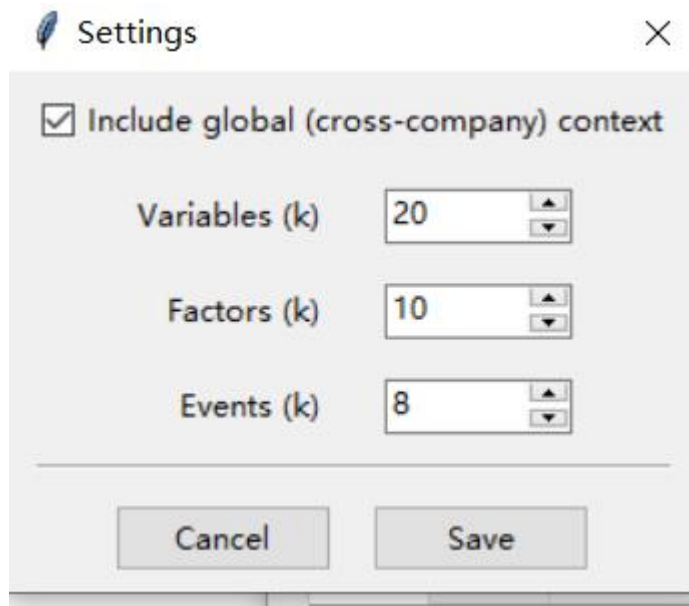 Settings
Include global (cross-company) context
Variables (k) 20
Factors (k) 10
Events (k) 8
Cancel Save